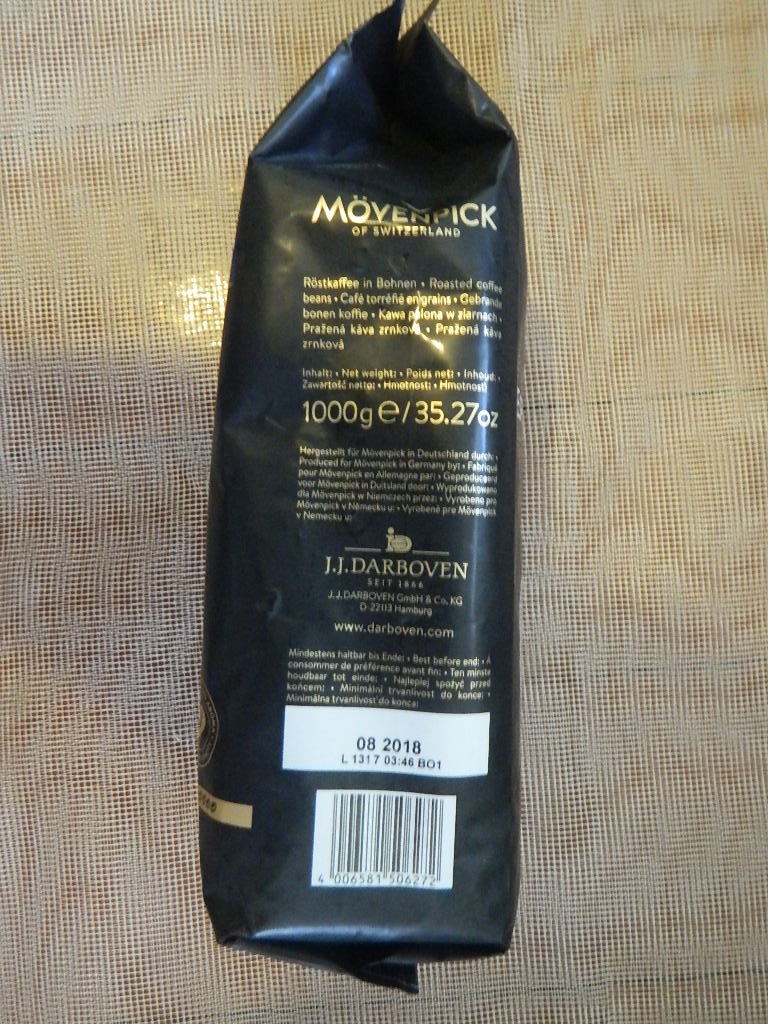 MÖVENPICK
OF SWITZERLAND
Röstkaffee in Bohnen • Roasted coffee
beans • Café torréfié en grains • Gebrande
bonen koffie • Kawa palona w ziarnach •
Pražená káva zrnková • Pražená káva
zrnková
Inhalt: • Net weight: • Poids net: • Inhoud: •
Zawartość netto: • Hmotnost: • Hmotnosť:
1000g e / 35.27oz
Hergestellt für Mövenpick in Deutschland durch: •
Produced for Mövenpick in Germany by: • Fabriqué
pour Mövenpick en Allemagne par: • Geproduceerd
voor Mövenpick in Duitsland door: • Wyprodukowano
dla Mövenpick w Niemczech przez: • Vyrobeno pro
Mövenpick v Německu u: • Vyrobené pre Mövenpick
v Nemecku u:
J.J.DARBOVEN
SEIT 1866
J.J.DARBOVEN GmbH & Co. KG
D-22113 Hamburg
www.darboven.com
Mindestens haltbar bis Ende: • Best before end: • À
consommer de préférence avant fin: • Ten minste
houdbaar tot einde: • Najlepiej spożyć przed
końcem: • Minimální trvanlivost do konce: •
Minimálna trvanlivosť do konca:
08 2018
L 1317 03:46 BO1
4 006581 506272